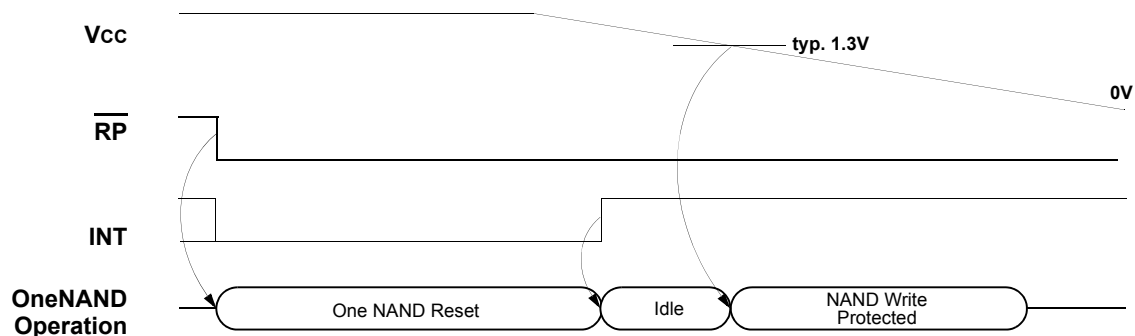 Vcc
typ. 1.3V
0V
RP
INT
OneNAND
Operation
One NAND Reset
Idle
NAND Write
Protected